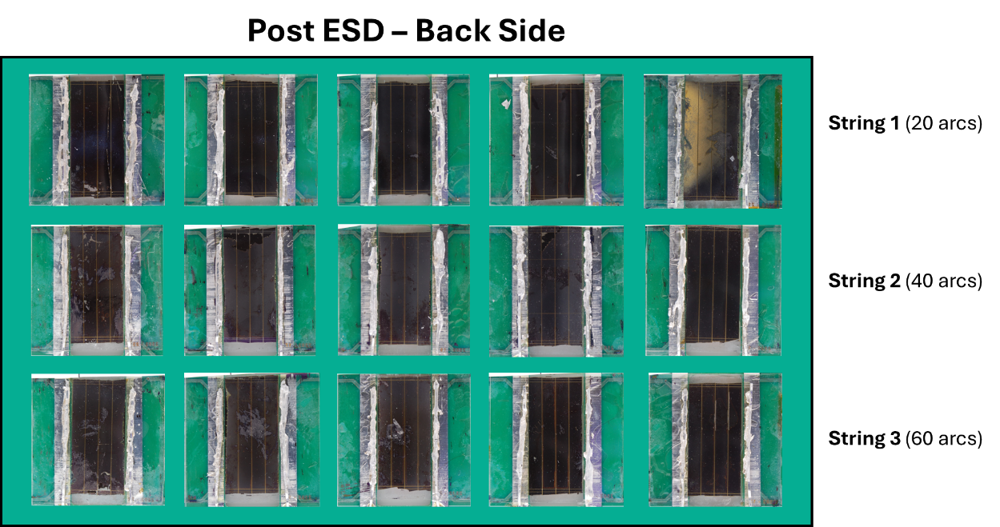 Post ESD – Back Side
String 1 (20 arcs)
String 2 (40 arcs)
String 3 (60 arcs)